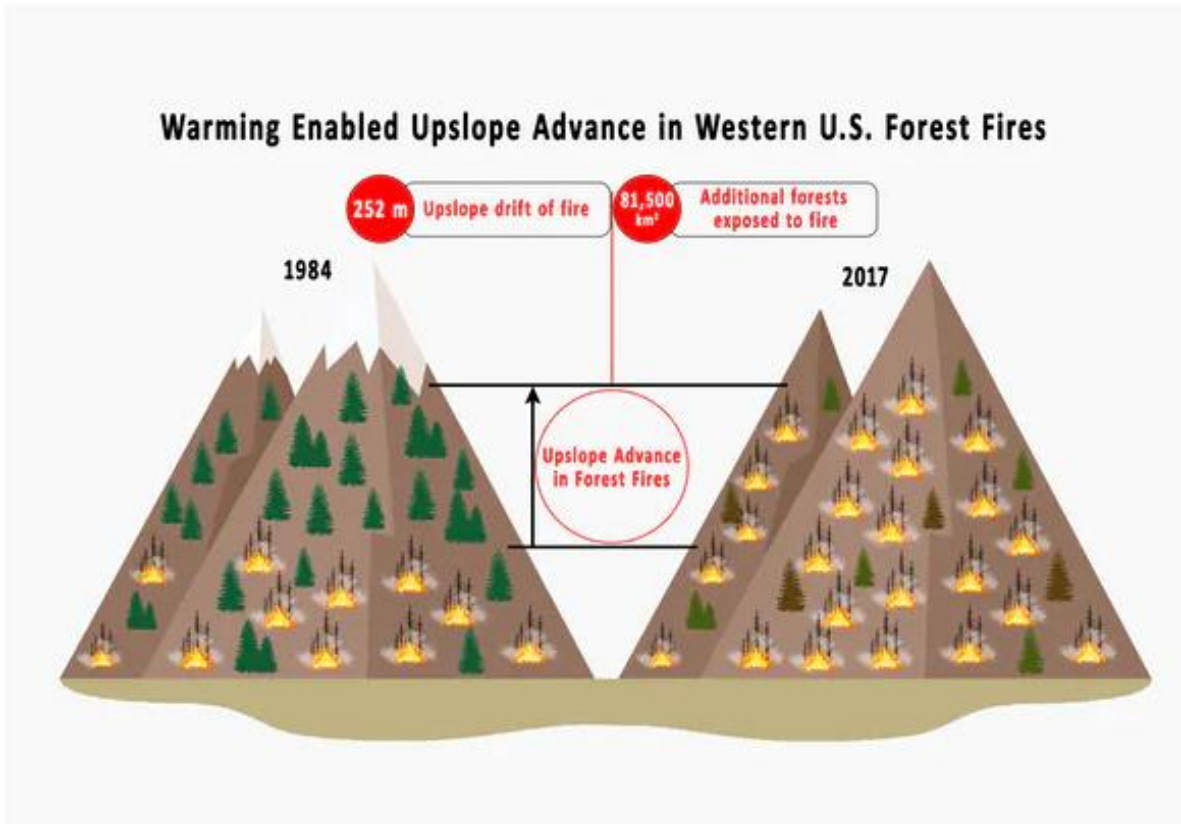 Warming Enabled Upslope Advance in Western U.S. Forest Fires
252 m
Upslope drift of fire
81,500
km²
Additional forests
exposed to fire
1984
2017
Upslope Advance
in Forest Fires